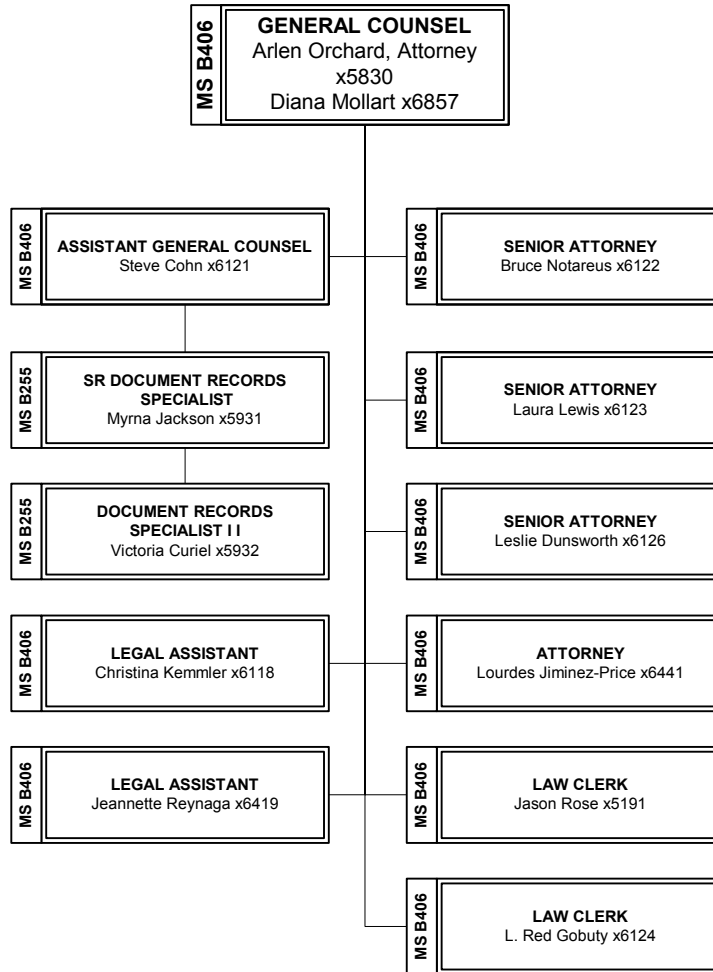 MS B406
GENERAL COUNSEL
Arlen Orchard, Attorney
x5830
Diana Mollart x6857
MS B406
ASSISTANT GENERAL COUNSEL
Steve Cohn x6121
MS B406
SENIOR ATTORNEY
Bruce Notareus x6122
MS B255
SR DOCUMENT RECORDS
SPECIALIST
Myrna Jackson x5931
MS B406
SENIOR ATTORNEY
Laura Lewis x6123
MS B255
DOCUMENT RECORDS
SPECIALIST I I
Victoria Curiel x5932
MS B406
SENIOR ATTORNEY
Leslie Dunsworth x6126
MS B406
LEGAL ASSISTANT
Christina Kemmler x6118
MS B406
ATTORNEY
Lourdes Jiminez-Price x6441
MS B406
LEGAL ASSISTANT
Jeannette Reynaga x6419
MS B406
LAW CLERK
Jason Rose x5191
MS B406
LAW CLERK
L. Red Gobuty x6124